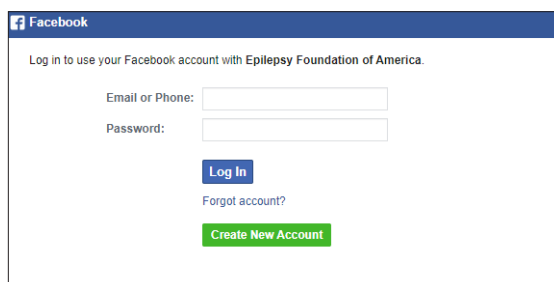 Facebook
Log in to use your Facebook account with Epilepsy Foundation of America.
Email or Phone:
Password:
Log In
Forgot account?
Create New Account